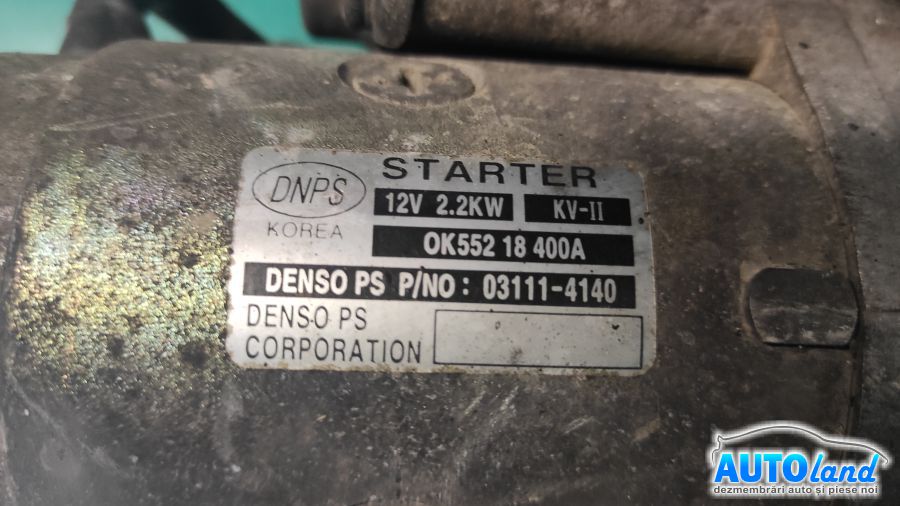 STARTER
DNPS
12V 2.2KW KV-II
KOREA
OK552 18 400A
DENSO PS P/NO: 03111-4140
DENSO PS
CORPORATION
AUTOland
dezmembrări auto și piese noi